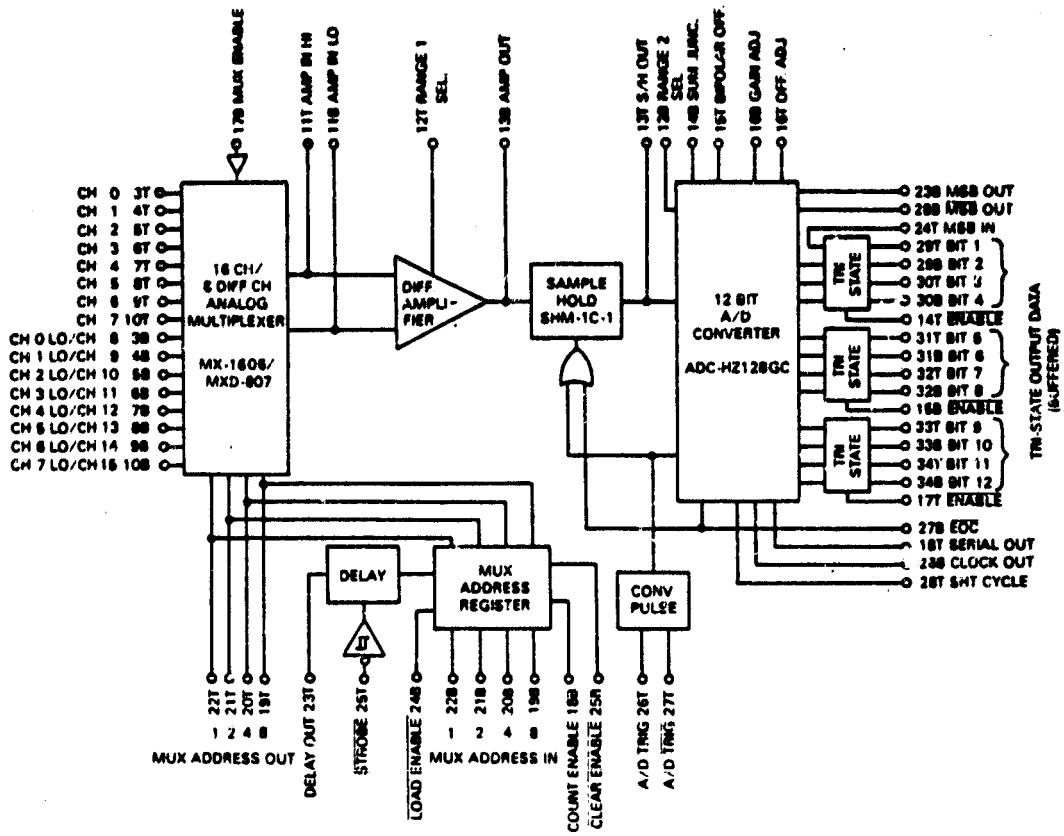 17B MUX ENABLE
11T AMP IN HI
11B AMP IN LO
12T RANGE 1
SEL.
13B AMP OUT
13T S/H OUT
12B RANGE 2
SEL
14B SUM JUNC.
15T BIPOLAR OFF.
16B GAIN ADJ
16T OFF. ADJ
CH 0 3T
CH 1 4T
CH 2 5T
CH 3 6T
CH 4 7T
CH 5 8T
CH 6 9T
CH 7 10T
CH 0 LO/CH 8 3B
CH 1 LO/CH 9 4B
CH 2 LO/CH 10 5B
CH 3 LO/CH 11 6B
CH 4 LO/CH 12 7B
CH 5 LO/CH 13 8B
CH 6 LO/CH 14 9B
CH 7 LO/CH 15 10B
16 CH/
8 DIFF CH
ANALOG
MULTIPLEXER
MX-1606/
MXD-807
DIFF
AMPLI-
FIER
SAMPLE
HOLD
SHM-1C-1
12 BIT
A/D
CONVERTER
ADC-HZ12BGC
23B MSB OUT
28B MSB OUT
24T MSB IN
29T BIT 1
29B BIT 2
30T BIT 3
30B BIT 4
14T ENABLE
31T BIT 5
31B BIT 6
32T BIT 7
32B BIT 8
15B ENABLE
33T BIT 9
33B BIT 10
34T BIT 11
34B BIT 12
17T ENABLE
TRI
STATE
TRI
STATE
TRI
STATE
TRI-STATE OUTPUT DATA
(BUFFERED)
27B EOC
18T SERIAL OUT
CLOCK OUT
28T SHT CYCLE
DELAY
MUX
ADDRESS
REGISTER
CONV
PULSE
22T 21T 20T 19T
1 2 4 8
MUX ADDRESS OUT
DELAY OUT 23T
STROBE 25T
LOAD ENABLE 24B
22B 21B 20B 19B
1 2 4 8
MUX ADDRESS IN
COUNT ENABLE 18B
CLEAR ENABLE 25B
A/D TRIG 26T
A/D TRIG 27T